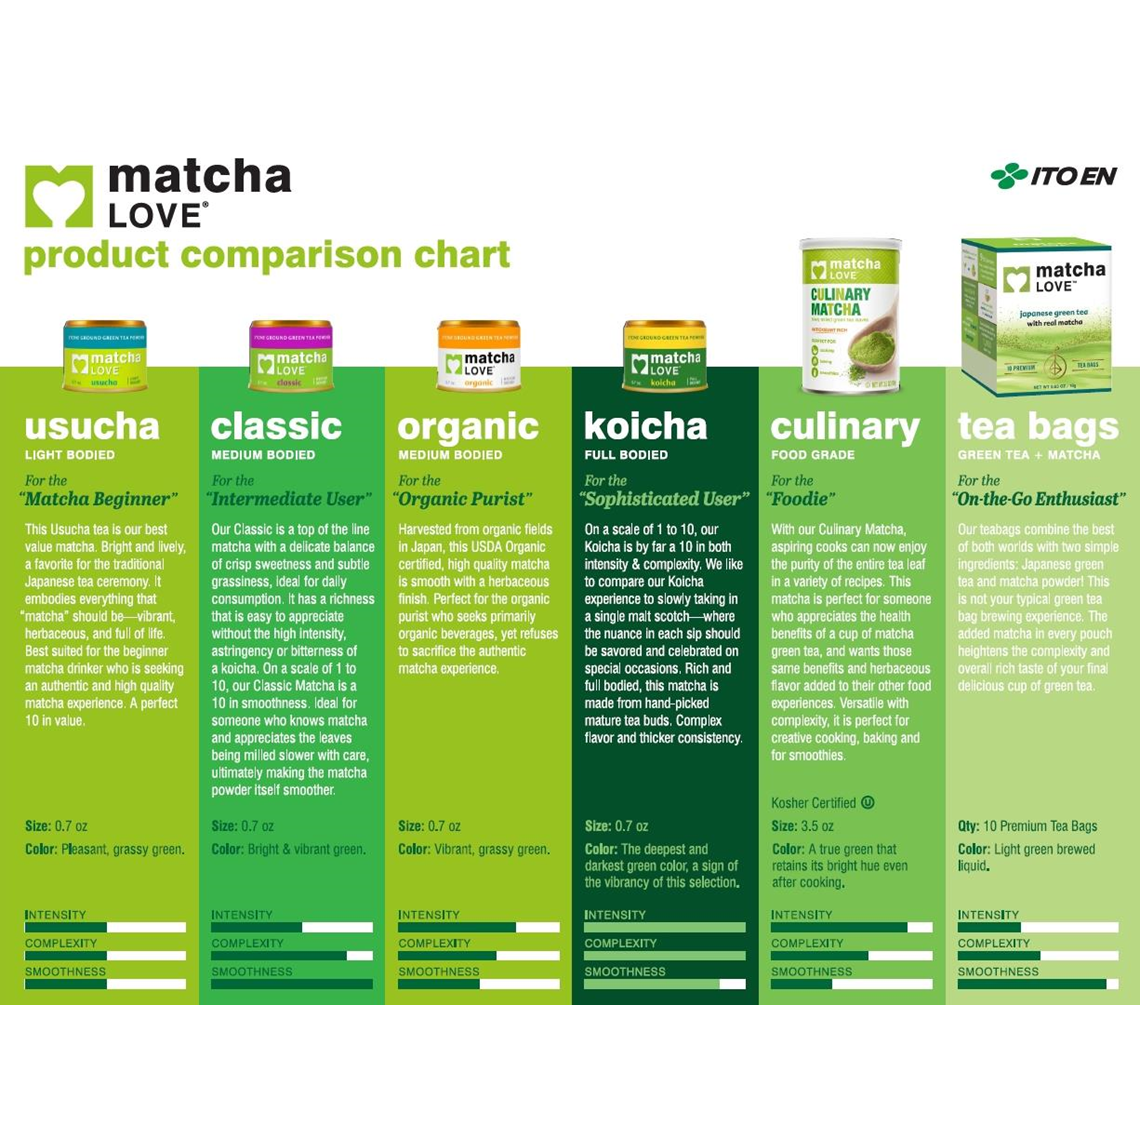 matcha
LOVE®
product comparison chart
ITO EN
STONE GROUND GREEN TEA POWDER
matcha
LOVE
usucha
STONE GROUND GREEN TEA POWDER
matcha
LOVE
classic
STONE GROUND GREEN TEA POWDER
matcha
LOVE
organic
STONE GROUND GREEN TEA POWDER
matcha
LOVE
koicha
matcha
LOVE
CULINARY
MATCHA
matcha
LOVE™
japanese green tea
with real matcha
10 PREMIUM
TEA BAGS
usucha
LIGHT BODIED
For the
“Matcha Beginner”
This Usucha tea is our best
value matcha. Bright and lively,
a favorite for the traditional
Japanese tea ceremony. It
embodies everything that
“matcha” should be—vibrant,
herbaceous, and full of life.
Best suited for the beginner
matcha drinker who is seeking
an authentic and high quality
matcha experience. A perfect
10 in value.
Size: 0.7 oz
Color: Pleasant, grassy green.
INTENSITY
COMPLEXITY
SMOOTHNESS
classic
MEDIUM BODIED
For the
“Intermediate User”
Our Classic is a top of the line
matcha with a delicate balance
of crisp sweetness and subtle
grassiness, ideal for daily
consumption. It has a richness
that is easy to appreciate
without the high intensity,
astringency or bitterness of
a koicha. On a scale of 1 to
10, our Classic Matcha is a
10 in smoothness. Ideal for
someone who knows matcha
and appreciates the leaves
being milled slower with care,
ultimately making the matcha
powder itself smoother.
Size: 0.7 oz
Color: Bright & vibrant green.
INTENSITY
COMPLEXITY
SMOOTHNESS
organic
MEDIUM BODIED
For the
“Organic Purist”
Harvested from organic fields
in Japan, this USDA Organic
certified, high quality matcha
is smooth with a herbaceous
finish. Perfect for the organic
purist who seeks primarily
organic beverages, yet refuses
to sacrifice the authentic
matcha experience.
Size: 0.7 oz
Color: Vibrant, grassy green.
INTENSITY
COMPLEXITY
SMOOTHNESS
koicha
FULL BODIED
For the
“Sophisticated User”
On a scale of 1 to 10, our
Koicha is by far a 10 in both
intensity & complexity. We like
to compare our Koicha
experience to slowly taking in
a single malt scotch—where
the nuance in each sip should
be savored and celebrated on
special occasions. Rich and
full bodied, this matcha is
made from hand-picked
mature tea buds. Complex
flavor and thicker consistency.
Size: 0.7 oz
Color: The deepest and
darkest green color, a sign of
the vibrancy of this selection.
INTENSITY
COMPLEXITY
SMOOTHNESS
culinary
FOOD GRADE
For the
“Foodie”
With our Culinary Matcha,
aspiring cooks can now enjoy
the purity of the entire tea leaf
in a variety of recipes. This
matcha is perfect for someone
who appreciates the health
benefits of a cup of matcha
green tea, and wants those
same benefits and herbaceous
flavor added to their other food
experiences. Versatile with
complexity, it is perfect for
creative cooking, baking and
for smoothies.
Kosher Certified Ⓤ
Size: 3.5 oz
Color: A true green that
retains its bright hue even
after cooking.
INTENSITY
COMPLEXITY
SMOOTHNESS
tea bags
GREEN TEA + MATCHA
For the
“On-the-Go Enthusiast”
Our teabags combine the best
of both worlds with two simple
ingredients: Japanese green
tea and matcha powder! This
is not your typical green tea
bag brewing experience. The
added matcha in every pouch
heightens the complexity and
overall rich taste of your final
delicious cup of green tea.
Qty: 10 Premium Tea Bags
Color: Light green brewed
liquid.
INTENSITY
COMPLEXITY
SMOOTHNESS